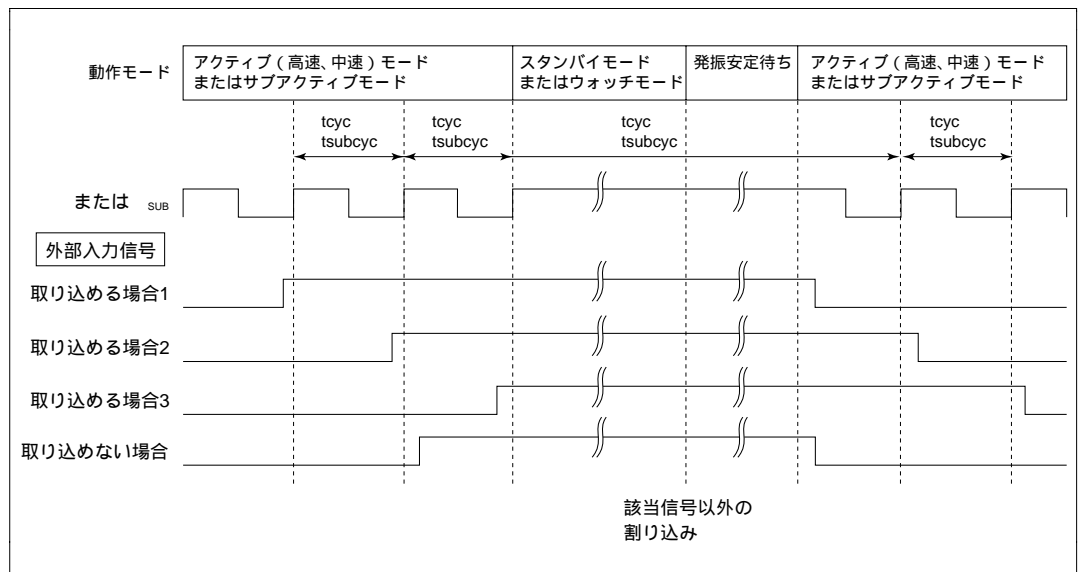 動作モード
アクティブ（高速、中速）モード
またはサブアクティブモード
スタンバイモード
またはウォッチモード
発振安定待ち
アクティブ（高速、中速）モード
またはサブアクティブモード
tcyc
tsubcyc
tcyc
tsubcyc
tcyc
tsubcyc
tcyc
tsubcyc
または SUB
外部入力信号
取り込める場合1
取り込める場合2
取り込める場合3
取り込めない場合
該当信号以外の
割り込み